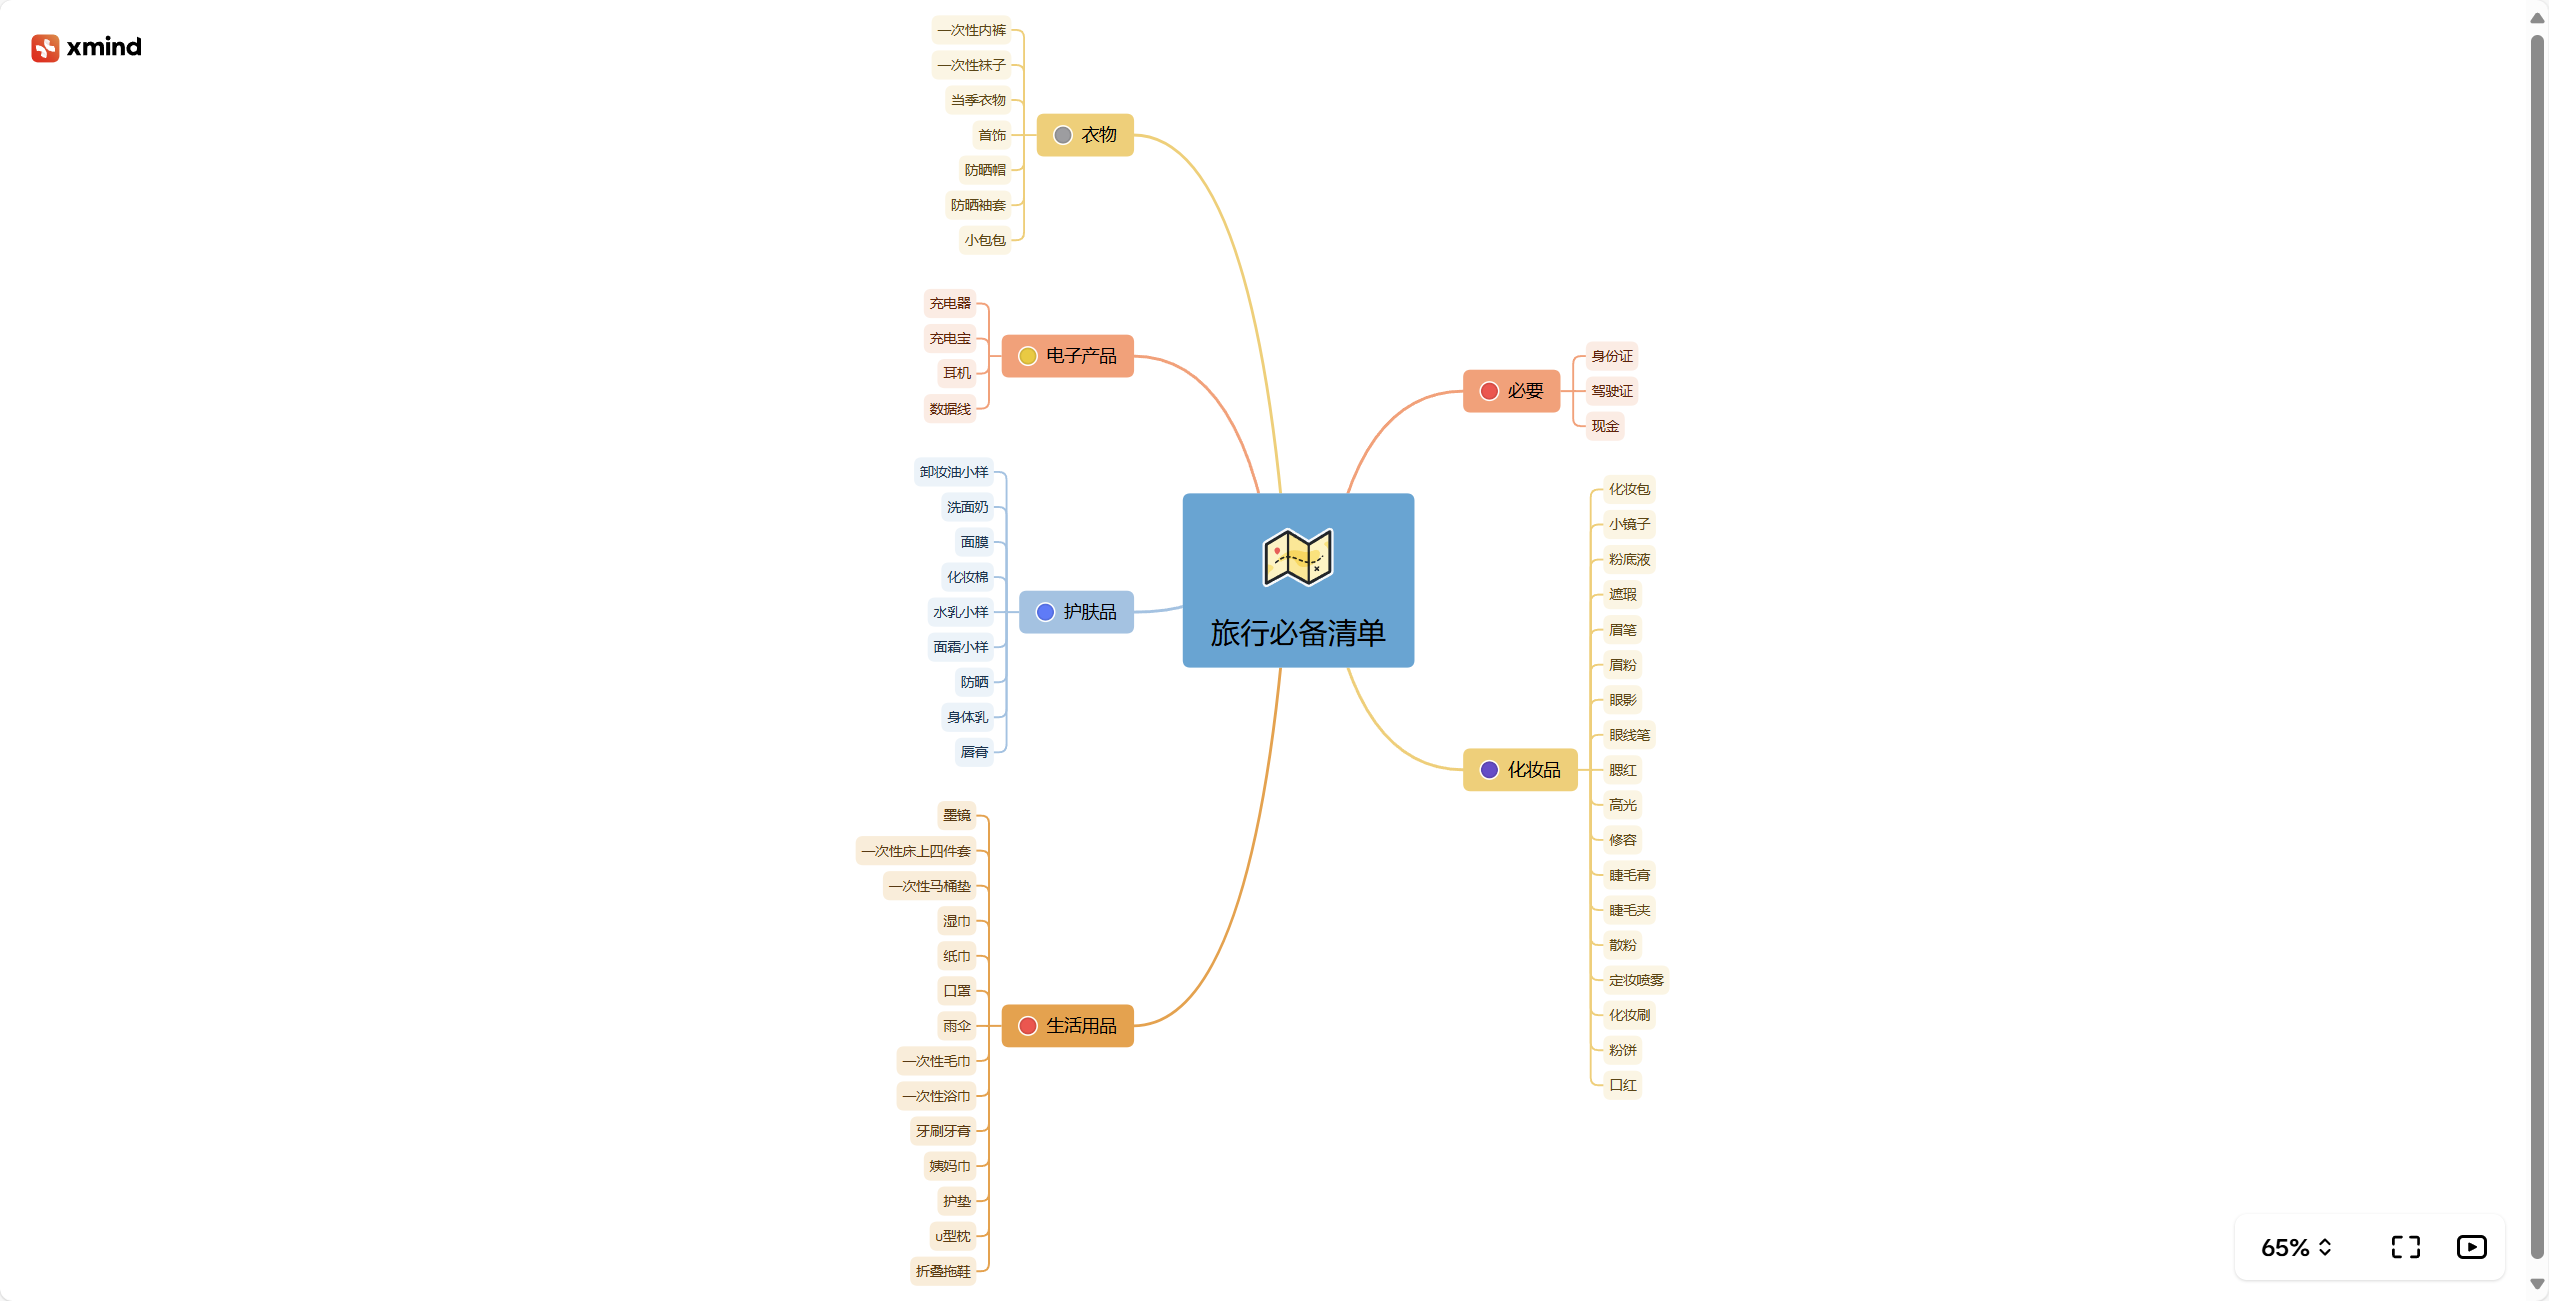 xmind
旅行必备清单
必要
身份证
驾驶证
现金
化妆品
化妆包
小镜子
粉底液
遮瑕
眉笔
眉粉
眼影
眼线笔
腮红
高光
修容
睫毛膏
睫毛夹
散粉
定妆喷雾
化妆刷
粉饼
口红
衣物
一次性内裤
一次性袜子
当季衣物
首饰
防晒帽
防晒袖套
小包包
电子产品
充电器
充电宝
耳机
数据线
护肤品
卸妆油小样
洗面奶
面膜
化妆棉
水乳小样
面霜小样
防晒
身体乳
唇膏
生活用品
墨镜
一次性床上四件套
一次性马桶垫
湿巾
纸巾
口罩
雨伞
一次性毛巾
一次性浴巾
牙刷牙膏
姨妈巾
护垫
u型枕
折叠拖鞋
65%